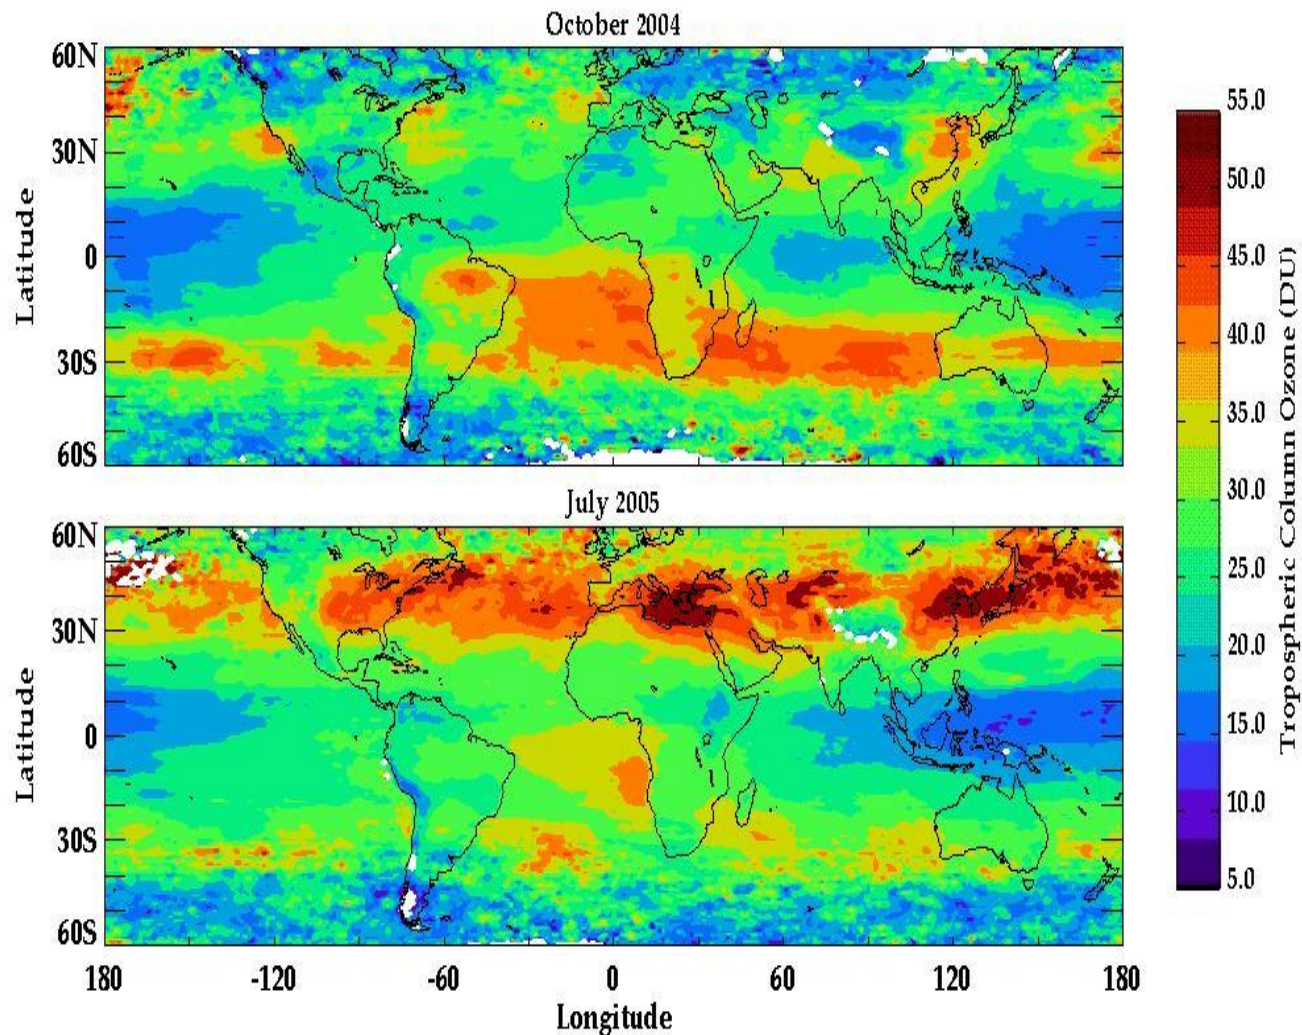 October 2004
60N
30N
0
30S
60S
Latitude
July 2005
60N
30N
0
30S
60S
Latitude
180 -120 -60 0 60 120 180
Longitude
55.0
50.0
45.0
40.0
35.0
30.0
25.0
20.0
15.0
10.0
5.0
Tropospheric Column Ozone (DU)